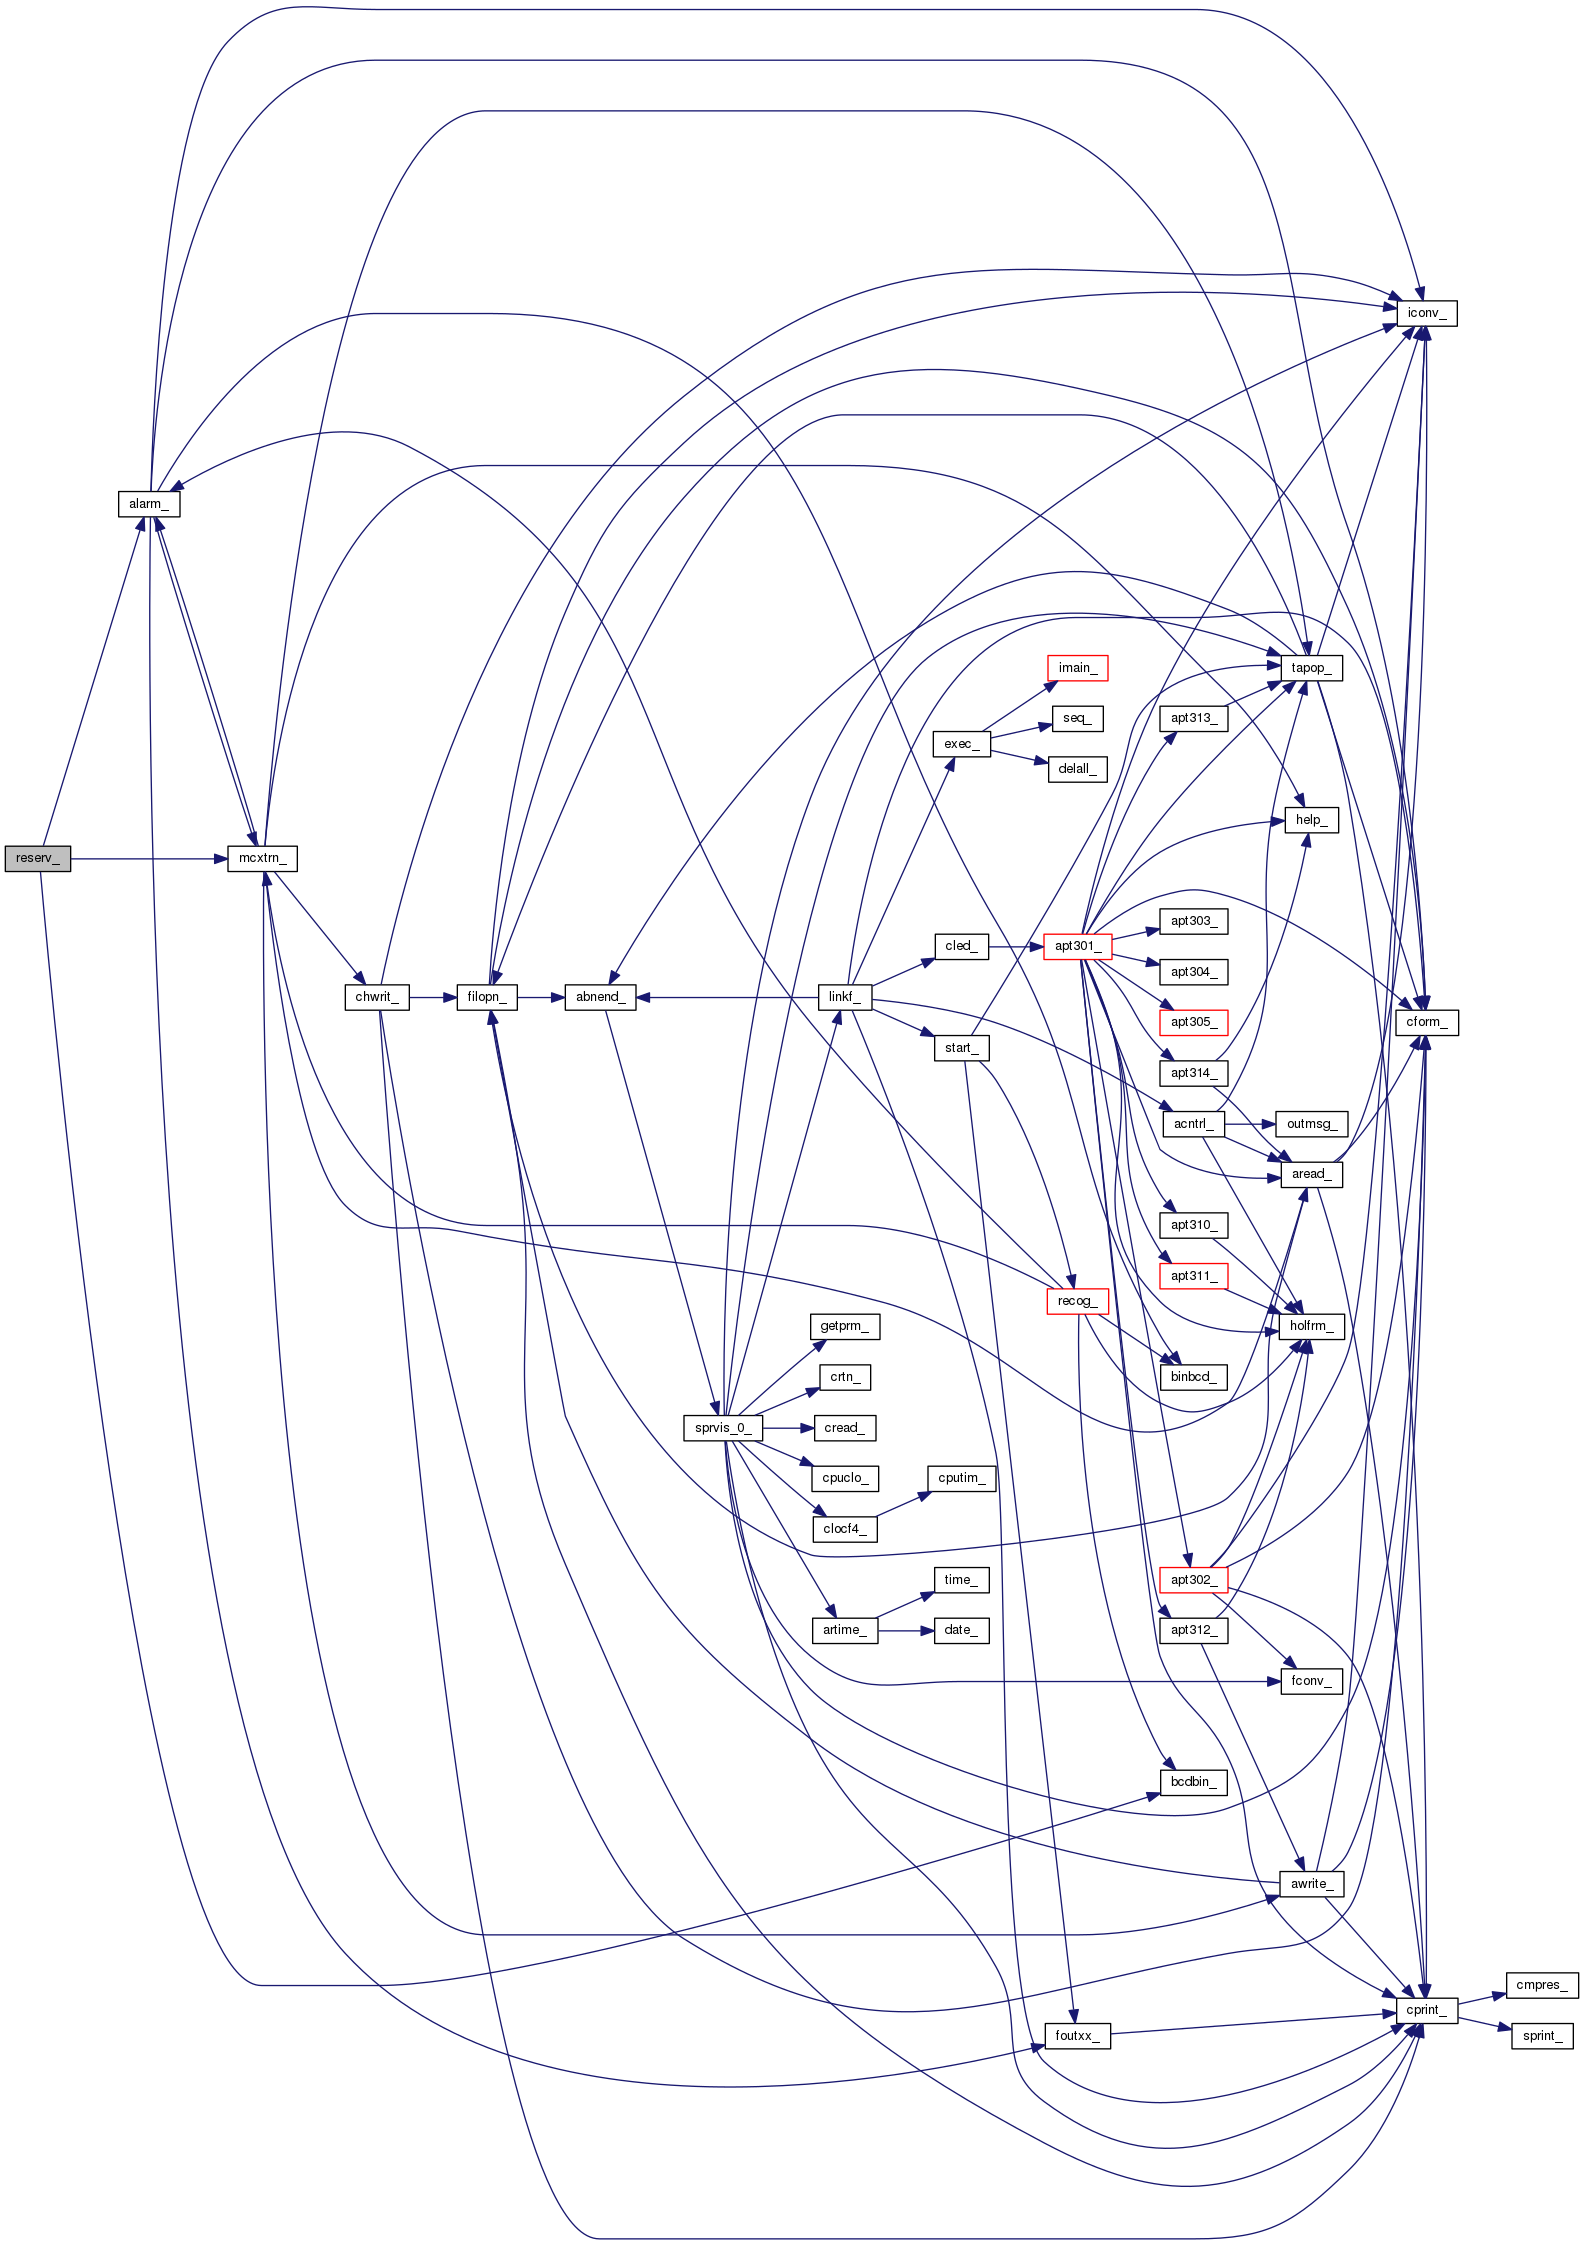 iconv_
alarm_
tapop_
imain_
apt313_
seq_
exec_
delall_
help_
reserv_
mcxtrn_
apt303_
cled_
apt301_
apt304_
chwrit_
filopn_
abnend_
linkf_
apt305_
cform_
start_
apt314_
acntrl_
outmsg_
aread_
apt310_
apt311_
recog_
getprm_
holfrm_
crtn_
binbcd_
sprvis_0_
cread_
cpuclo_
cputim_
clocf4_
time_
apt302_
artime_
date_
apt312_
fconv_
bcdbin_
awrite_
cmpres_
cprint_
foutxx_
sprint_